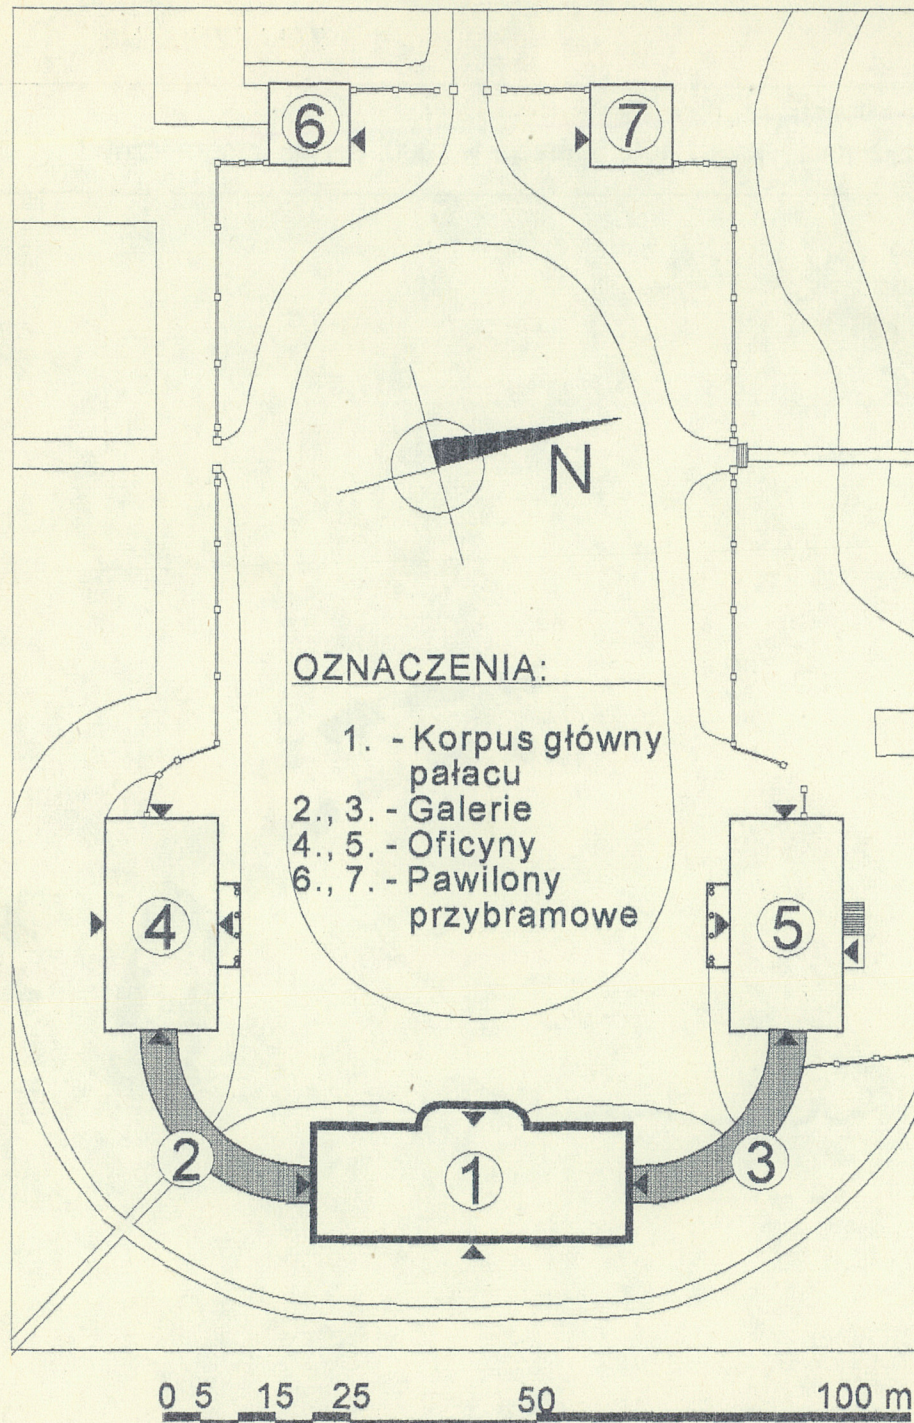 6 7
N
OZNACZENIA:
1. - Korpus główny
pałacu
2., 3. - Galerie
4., 5. - Oficyny
6., 7. - Pawilony
przybramowe
4 5
2 1 3
0 5 15 25 50 100 m